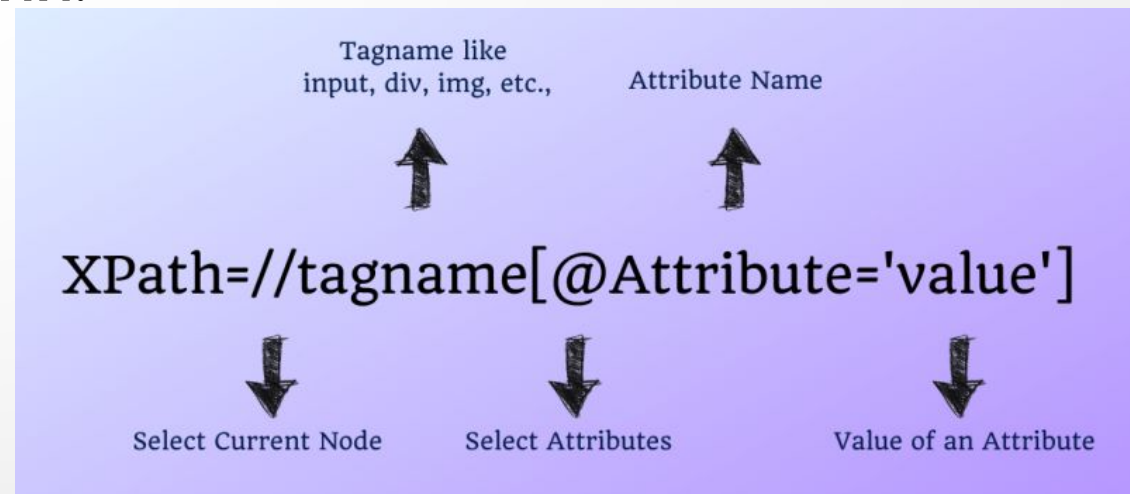 Tagname like
input, div, img, etc.,
Attribute Name
XPath=//tagname[@Attribute='value']
Select Current Node
Select Attributes
Value of an Attribute